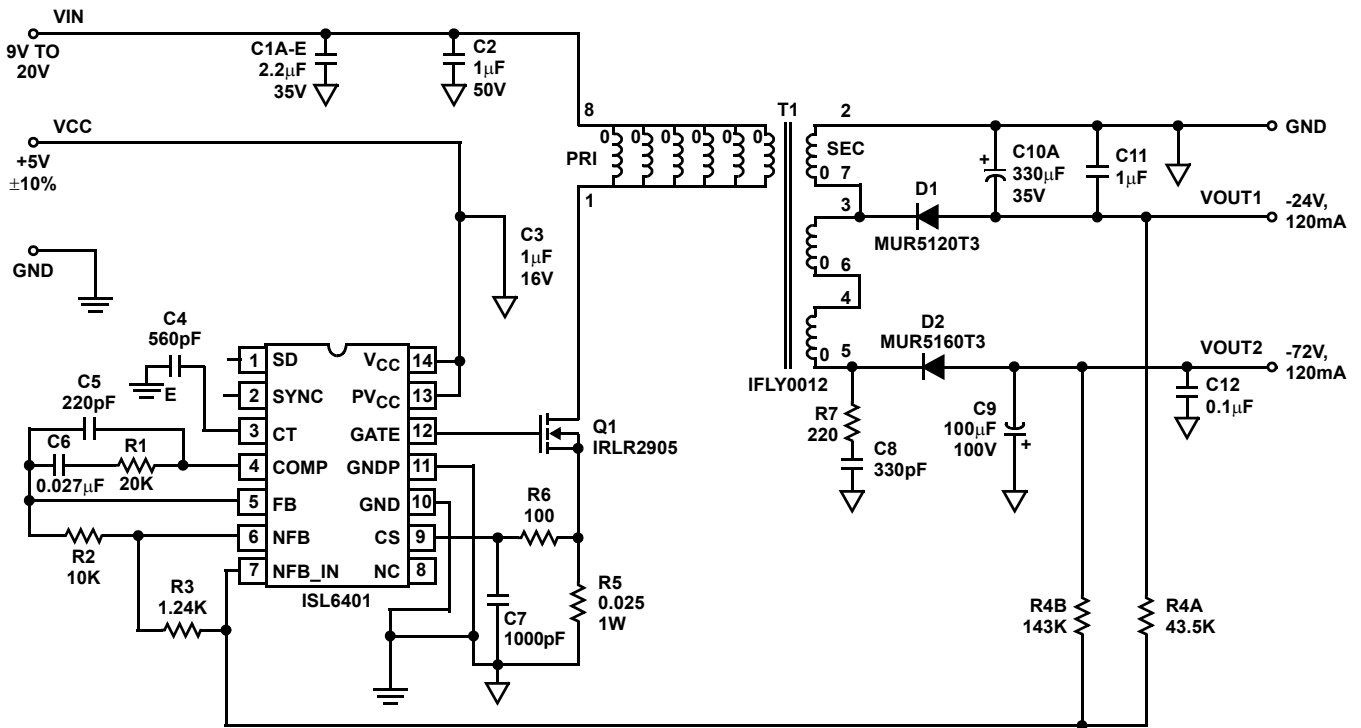 VIN
9V TO
20V
C1A-E
2.2µF
35V
C2
1µF
50V
VCC
+5V
±10%
GND
C3
1µF
16V
8
PRI
0 0 0 0 0 0
1
T1
2
SEC
0 7
3
0 6
4
0 5
IFLY0012
D1
MUR5120T3
D2
MUR5160T3
+
C10A
330µF
35V
C11
1µF
GND
VOUT1
-24V,
120mA
VOUT2
-72V,
120mA
R7
220
C8
330pF
C9
100µF
100V
+
C12
0.1µF
C4
560pF
E
C5
220pF
C6
0.027µF
R1
20K
R2
10K
R3
1.24K
1 SD
2 SYNC
3 CT
4 COMP
5 FB
6 NFB
7 NFB_IN
VCC 14
PVCC 13
GATE 12
GNDP 11
GND 10
CS 9
NC 8
ISL6401
Q1
IRLR2905
R6
100
C7
1000pF
R5
0.025
1W
R4B
143K
R4A
43.5K